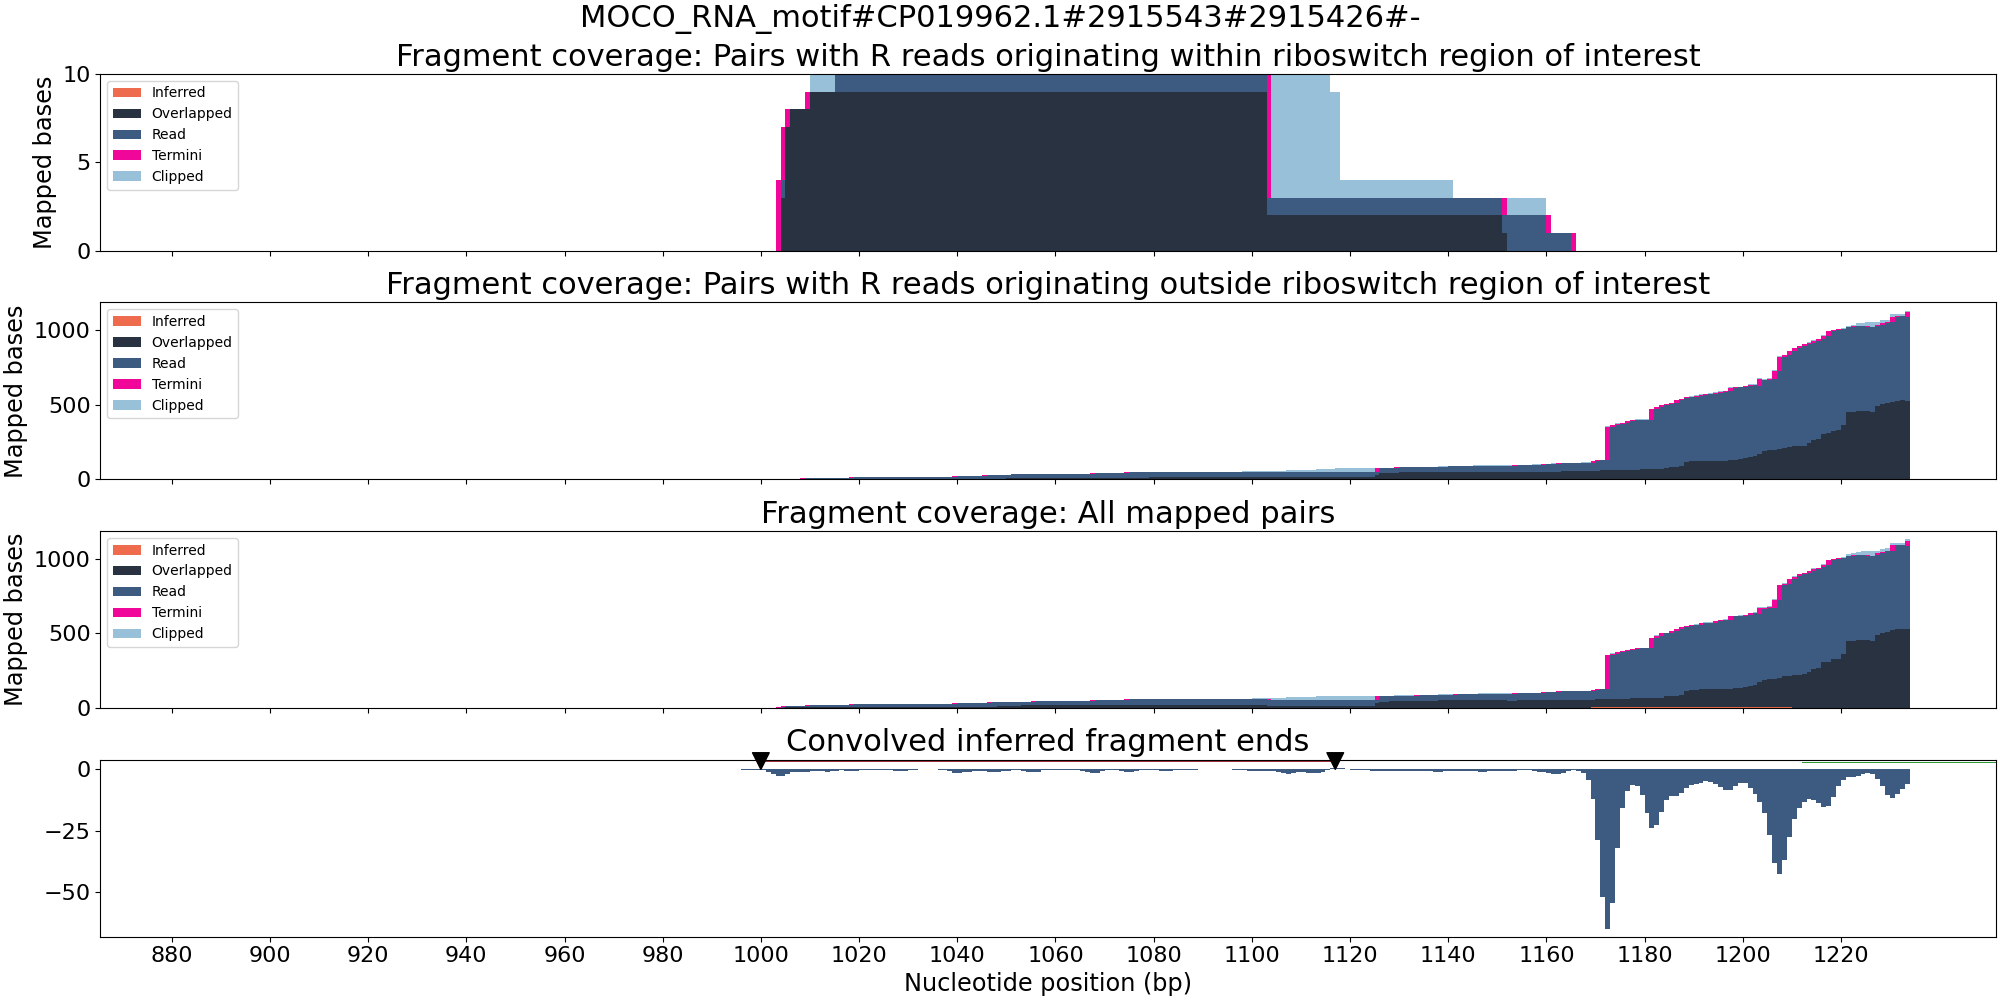 MOCO_RNA_motif#CP019962.1#2915543#2915426#-
Fragment coverage: Pairs with R reads originating within riboswitch region of interest
Mapped bases
10
5
0
Inferred
Overlapped
Read
Termini
Clipped
Fragment coverage: Pairs with R reads originating outside riboswitch region of interest
Mapped bases
1000
500
0
Inferred
Overlapped
Read
Termini
Clipped
Fragment coverage: All mapped pairs
Mapped bases
1000
500
0
Inferred
Overlapped
Read
Termini
Clipped
Convolved inferred fragment ends
0
−25
−50
880 900 920 940 960 980 1000 1020 1040 1060 1080 1100 1120 1140 1160 1180 1200 1220
Nucleotide position (bp)